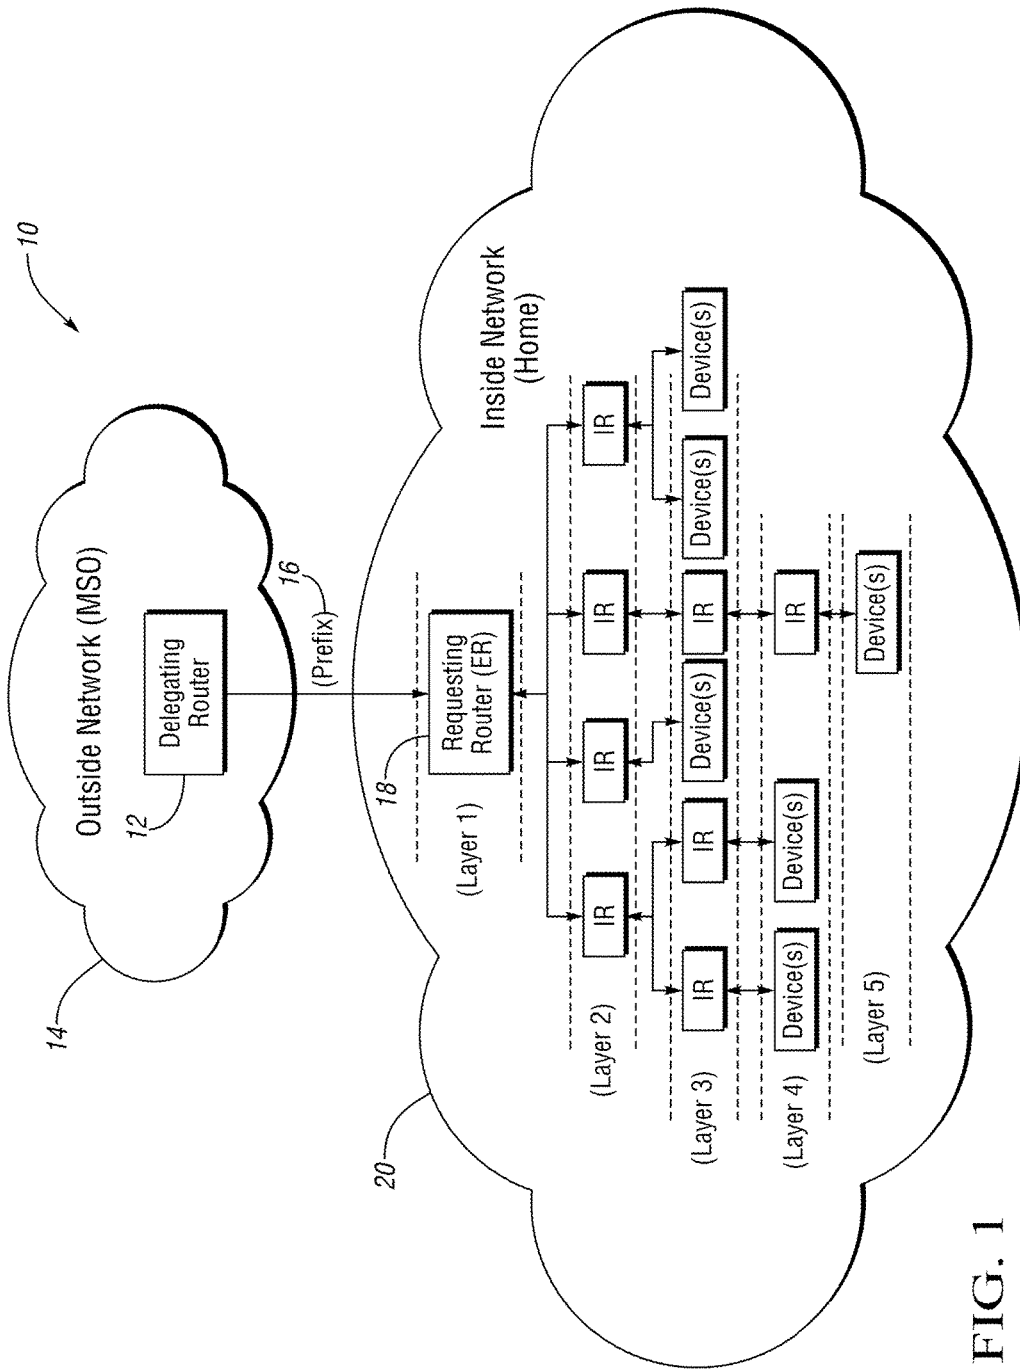 10
Outside Network (MSO)
Delegating
Router
12
14
(Prefix)
16
Requesting
Router (ER)
18
(Layer 1)
Inside Network
(Home)
20
IR
IR
IR
IR
(Layer 2)
IR
IR
Device(s)
IR
Device(s)
Device(s)
(Layer 3)
Device(s)
Device(s)
IR
(Layer 4)
Device(s)
(Layer 5)
FIG. 1